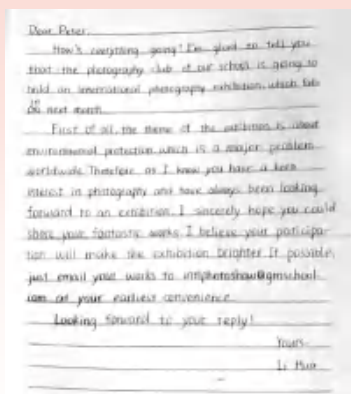 Dear Peter,
How's everything going? I'm glad to tell you
that the photography club of our school is going to
hold an international photography exhibition, which
next month.
First of all, the theme of the exhibition is about
environmental protection which is a major problem
worldwide. Therefore, as I know you have a keen
interest in photography and have always been looking
forward to an exhibition. I sincerely hope you could
share your fantastic works. I believe your participa-
tion will make the exhibition brighter. If possible,
just email your works to intlphotoshow@gmschool.
com at your earliest convenience.
Looking forward to your reply!
Yours
Li Hua